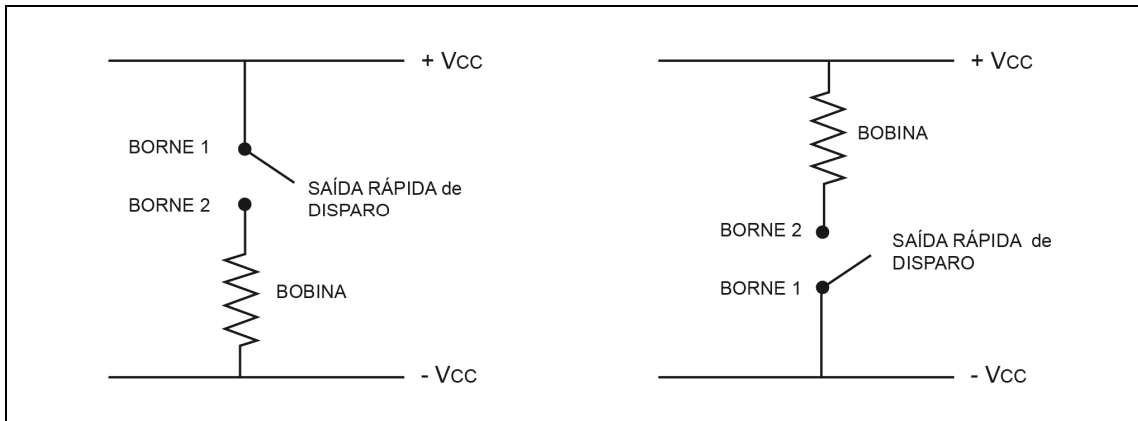 + VCC
BORNE 1
SAÍDA RÁPIDA de
DISPARO
BORNE 2
BOBINA
- VCC
+ VCC
BOBINA
BORNE 2
SAÍDA RÁPIDA de
DISPARO
BORNE 1
- VCC